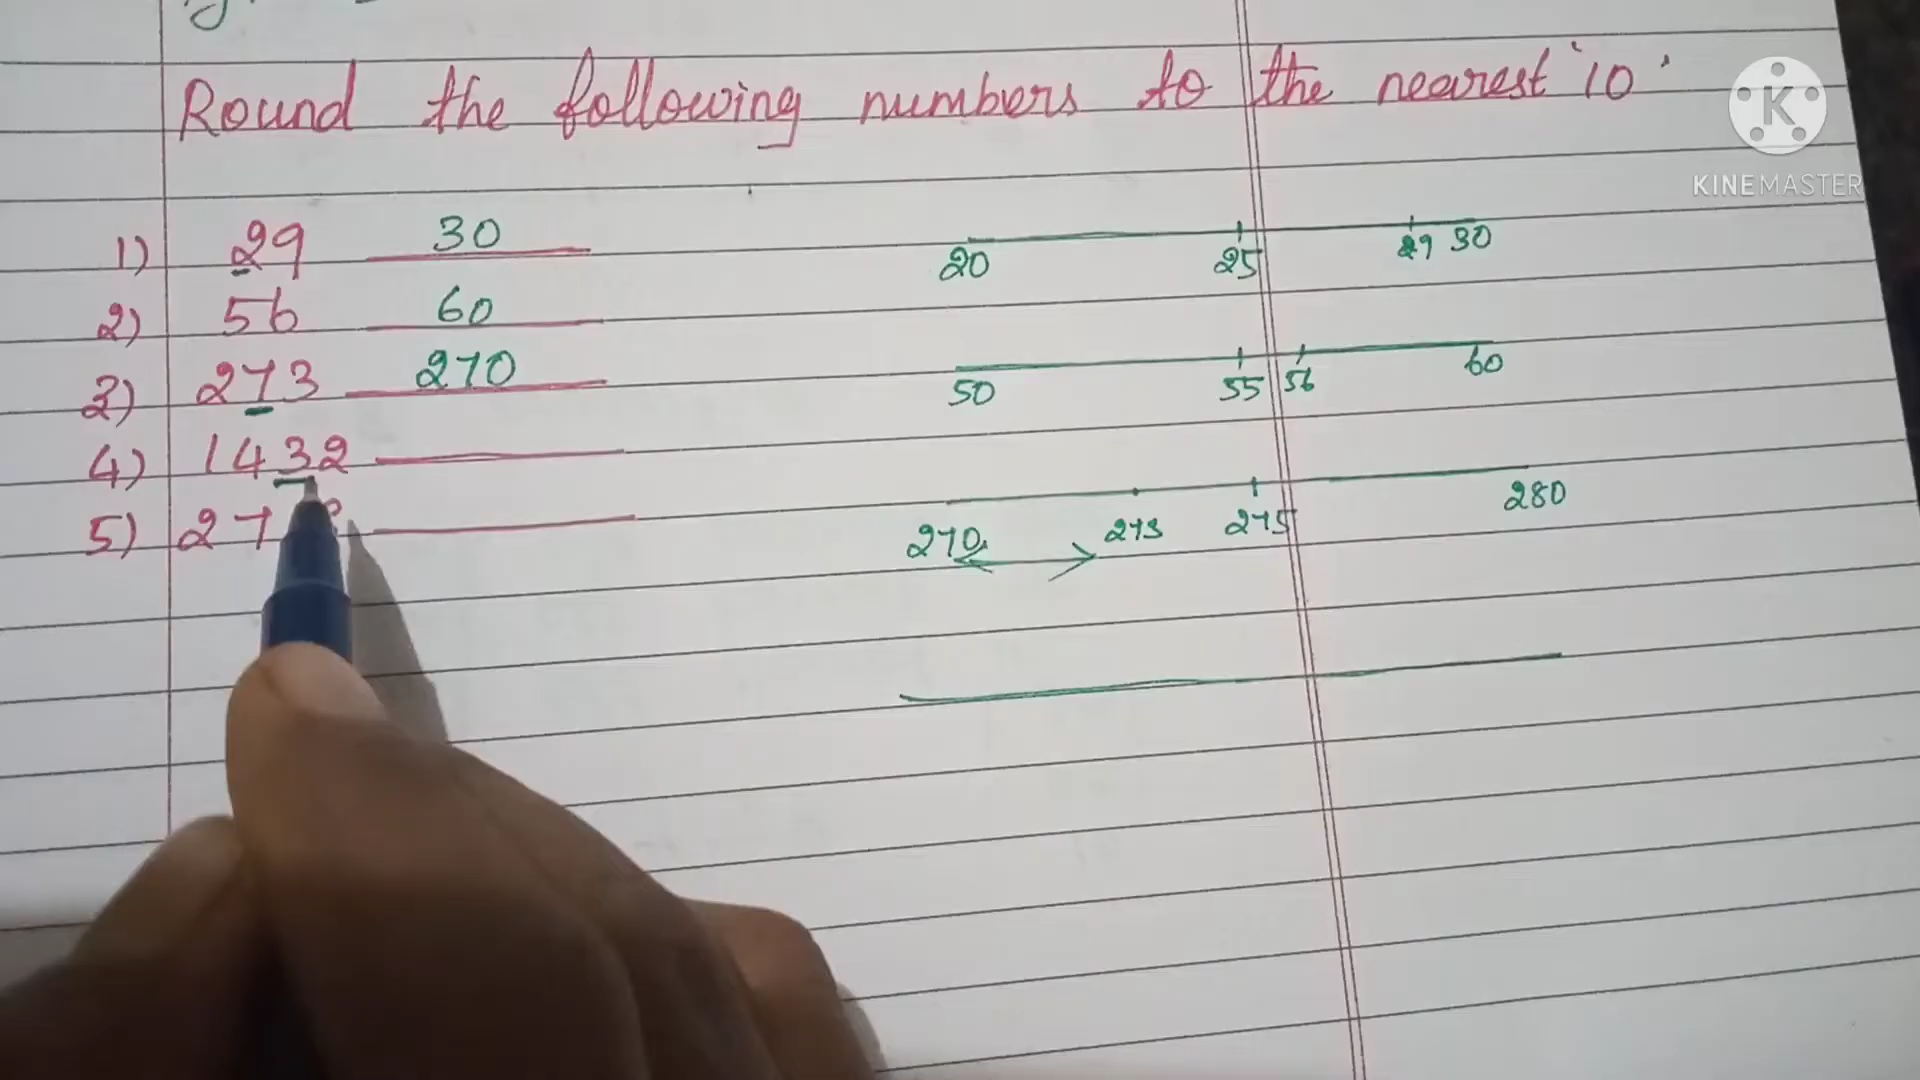 Round the following numbers to the nearest '10'
KINEMASTER
1) 29 30 20 25 29 30
2) 56 60 50 55 56 60
3) 273 270 270 273 275 280
4) 1432
5) 27